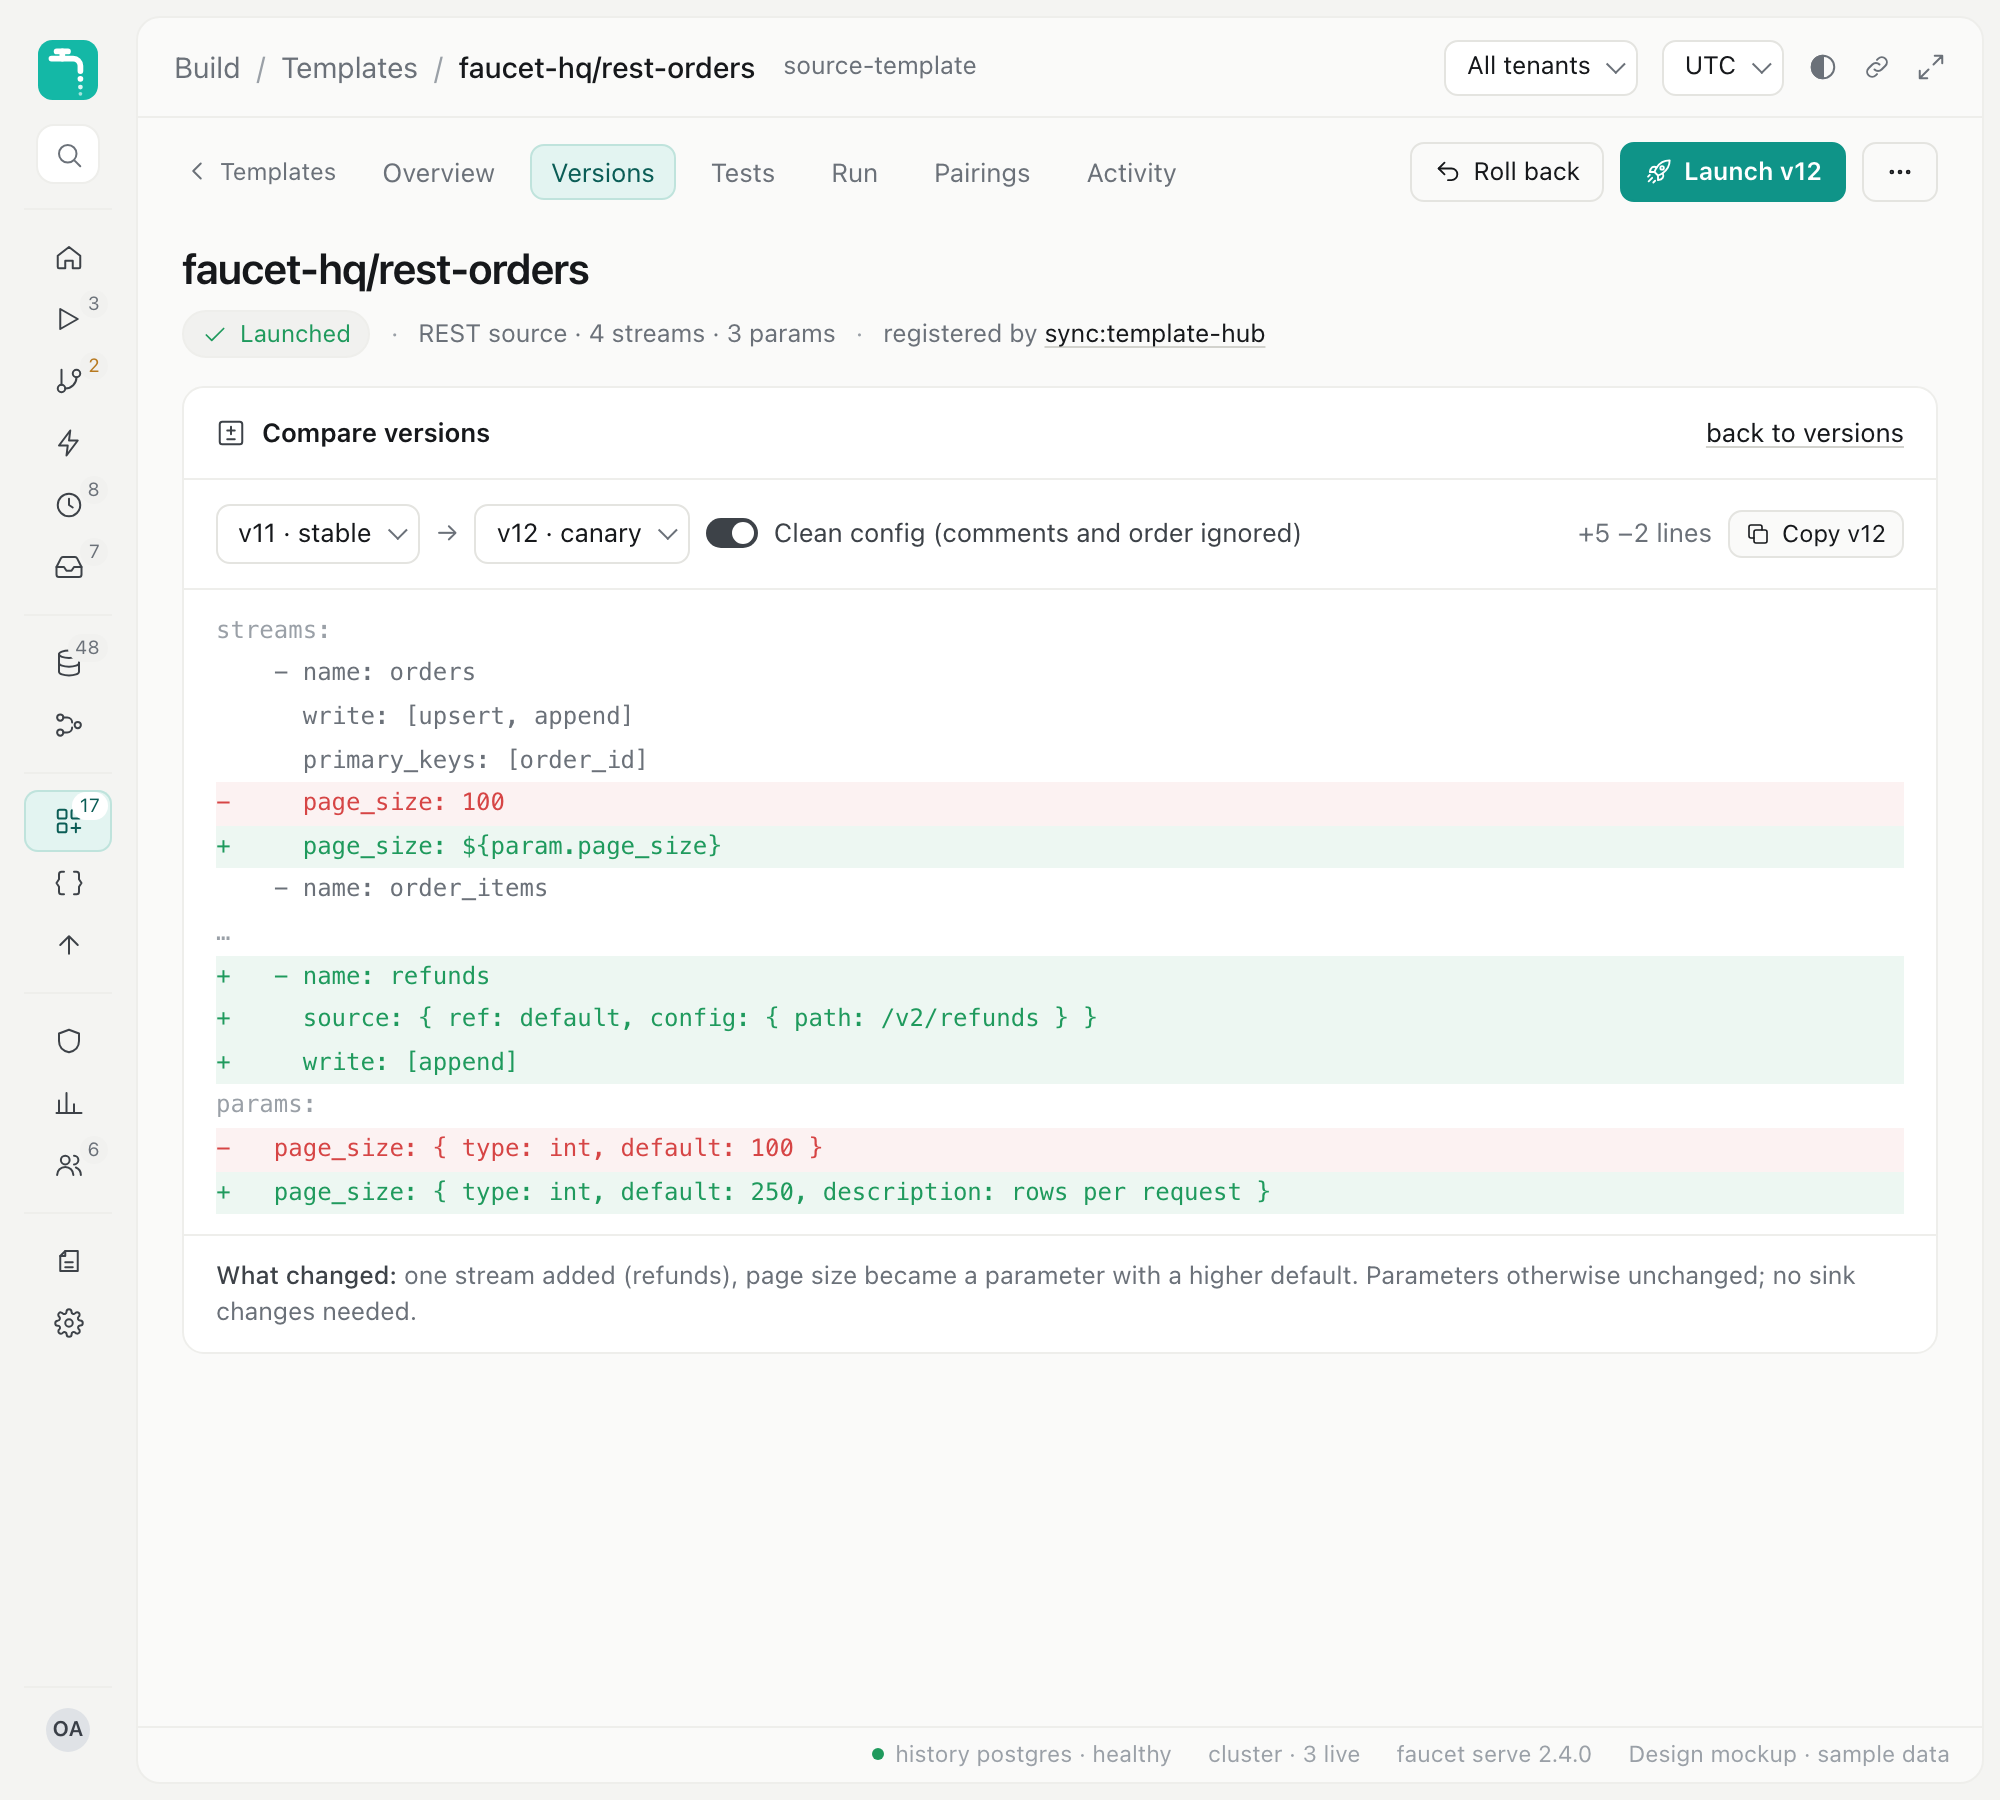 Build / Templates / faucet-hq/rest-orders source-template
All tenants
UTC
Templates
Overview
Versions
Tests
Run
Pairings
Activity
Roll back
Launch v12
faucet-hq/rest-orders
Launched · REST source · 4 streams · 3 params · registered by sync:template-hub
3
2
8
7
48
17
6
Compare versions
back to versions
v11 · stable → v12 · canary Clean config (comments and order ignored)
+5 −2 lines
Copy v12
streams:
– name: orders
write: [upsert, append]
primary_keys: [order_id]
− page_size: 100
+ page_size: ${param.page_size}
– name: order_items
…
+ – name: refunds
+ source: { ref: default, config: { path: /v2/refunds } }
+ write: [append]
params:
− page_size: { type: int, default: 100 }
+ page_size: { type: int, default: 250, description: rows per request }
What changed: one stream added (refunds), page size became a parameter with a higher default. Parameters otherwise unchanged; no sink
changes needed.
OA
history postgres · healthy
cluster · 3 live
faucet serve 2.4.0
Design mockup · sample data